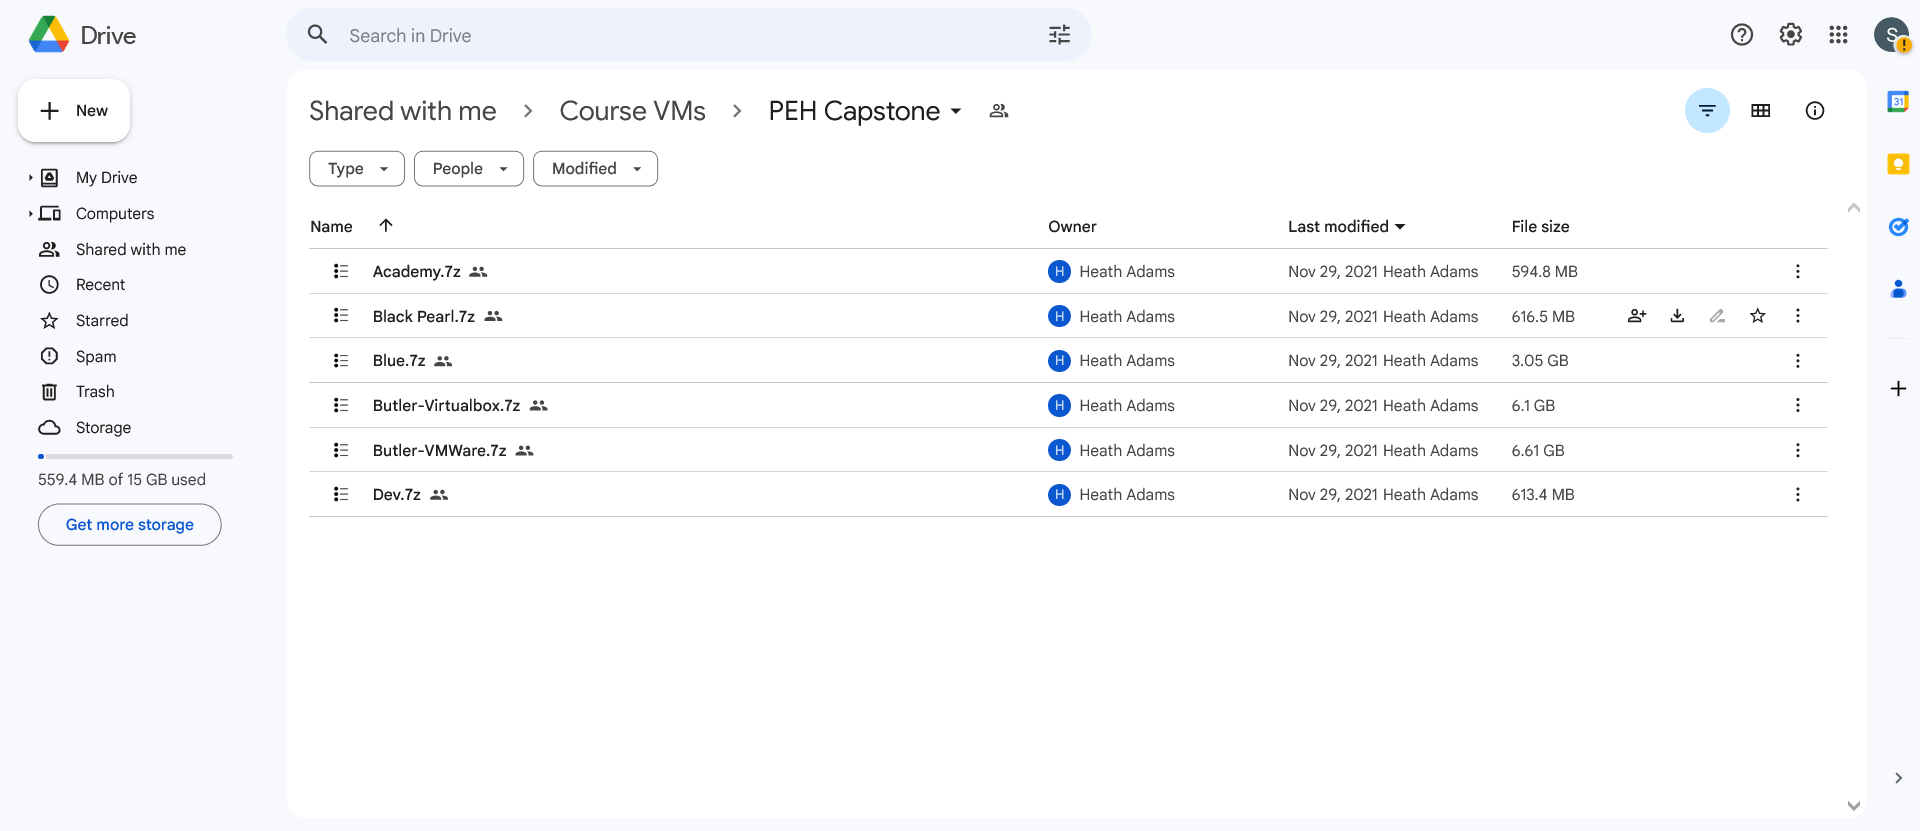 Drive
Search in Drive
S
New
Shared with me
Course VMs
PEH Capstone
Type
People
Modified
My Drive
Computers
Shared with me
Recent
Starred
Spam
Trash
Storage
559.4 MB of 15 GB used
Get more storage
Name Owner Last modified File size
Academy.7z H Heath Adams Nov 29, 2021 Heath Adams 594.8 MB
Black Pearl.7z H Heath Adams Nov 29, 2021 Heath Adams 616.5 MB
Blue.7z H Heath Adams Nov 29, 2021 Heath Adams 3.05 GB
Butler-Virtualbox.7z H Heath Adams Nov 29, 2021 Heath Adams 6.1 GB
Butler-VMWare.7z H Heath Adams Nov 29, 2021 Heath Adams 6.61 GB
Dev.7z H Heath Adams Nov 29, 2021 Heath Adams 613.4 MB
31